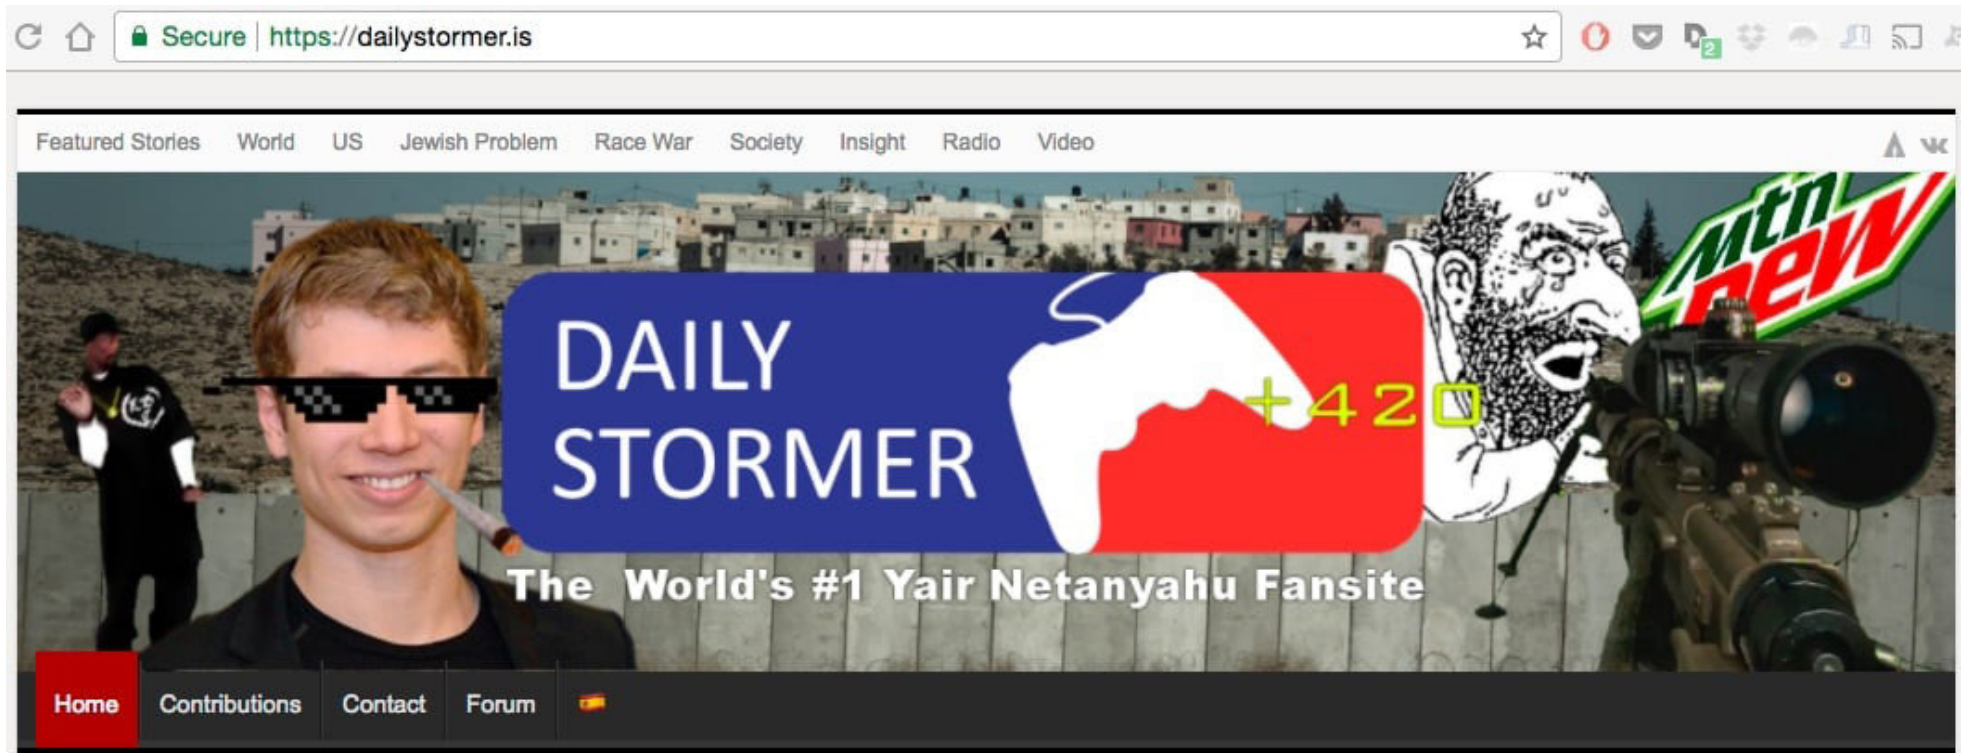 Secure | https://dailystormer.is
2
Featured Stories World US Jewish Problem Race War Society Insight Radio Video
Mtn
DEW
DAILY
STORMER
+420
The World's #1 Yair Netanyahu Fansite
Home Contributions Contact Forum